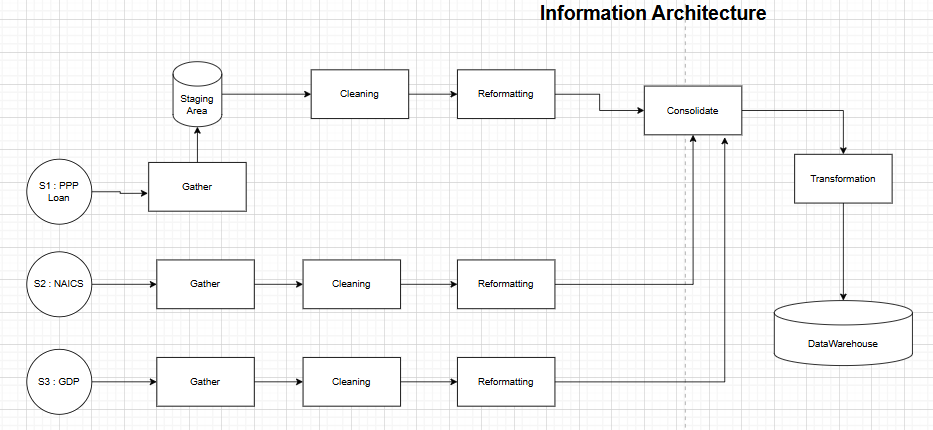 Information Architecture
Staging
Area
Cleaning
Reformatting
Consolidate
S1 : PPP
Loan
Gather
Transformation
S2 : NAICS
Gather
Cleaning
Reformatting
DataWarehouse
S3 : GDP
Gather
Cleaning
Reformatting